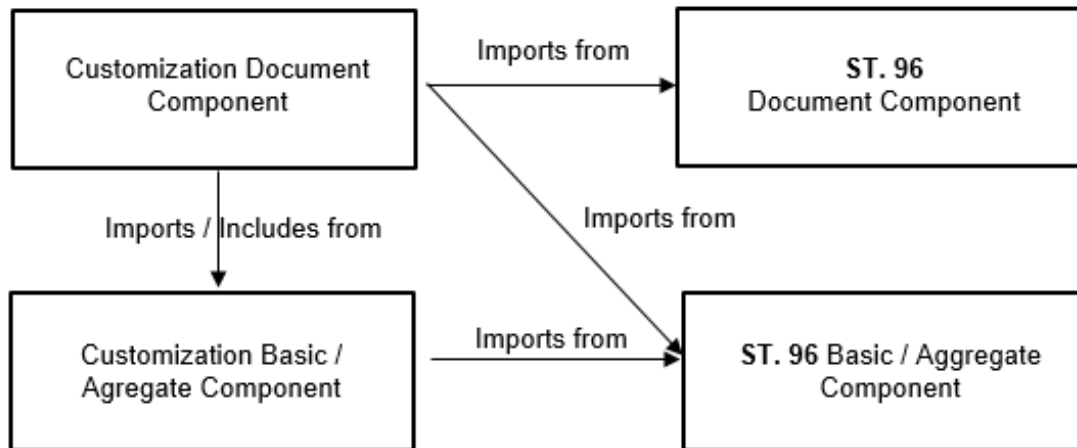 Customization Document
Component
Imports from
ST. 96
Document Component
Imports / Includes from
Imports from
Customization Basic /
Agregate Component
Imports from
ST. 96 Basic / Aggregate
Component